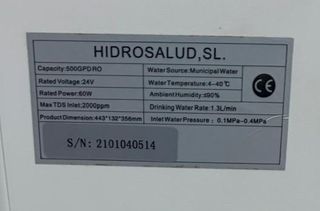 HIDROSALUD,SL.
Capacity:500GPD RO
Water Source:Municipal Water
Rated Voltage:24V
Water Temperature:4~40℃
Rated Power:60W
Ambient Humidity:≤90%
Max TDS Inlet:2000ppm
Drinking Water Rate:1.3L/min
Product Dimension:443*132*356mm
Inlet Water Pressure: 0.1MPa-0.4MPa
CE
S/N: 2101040514